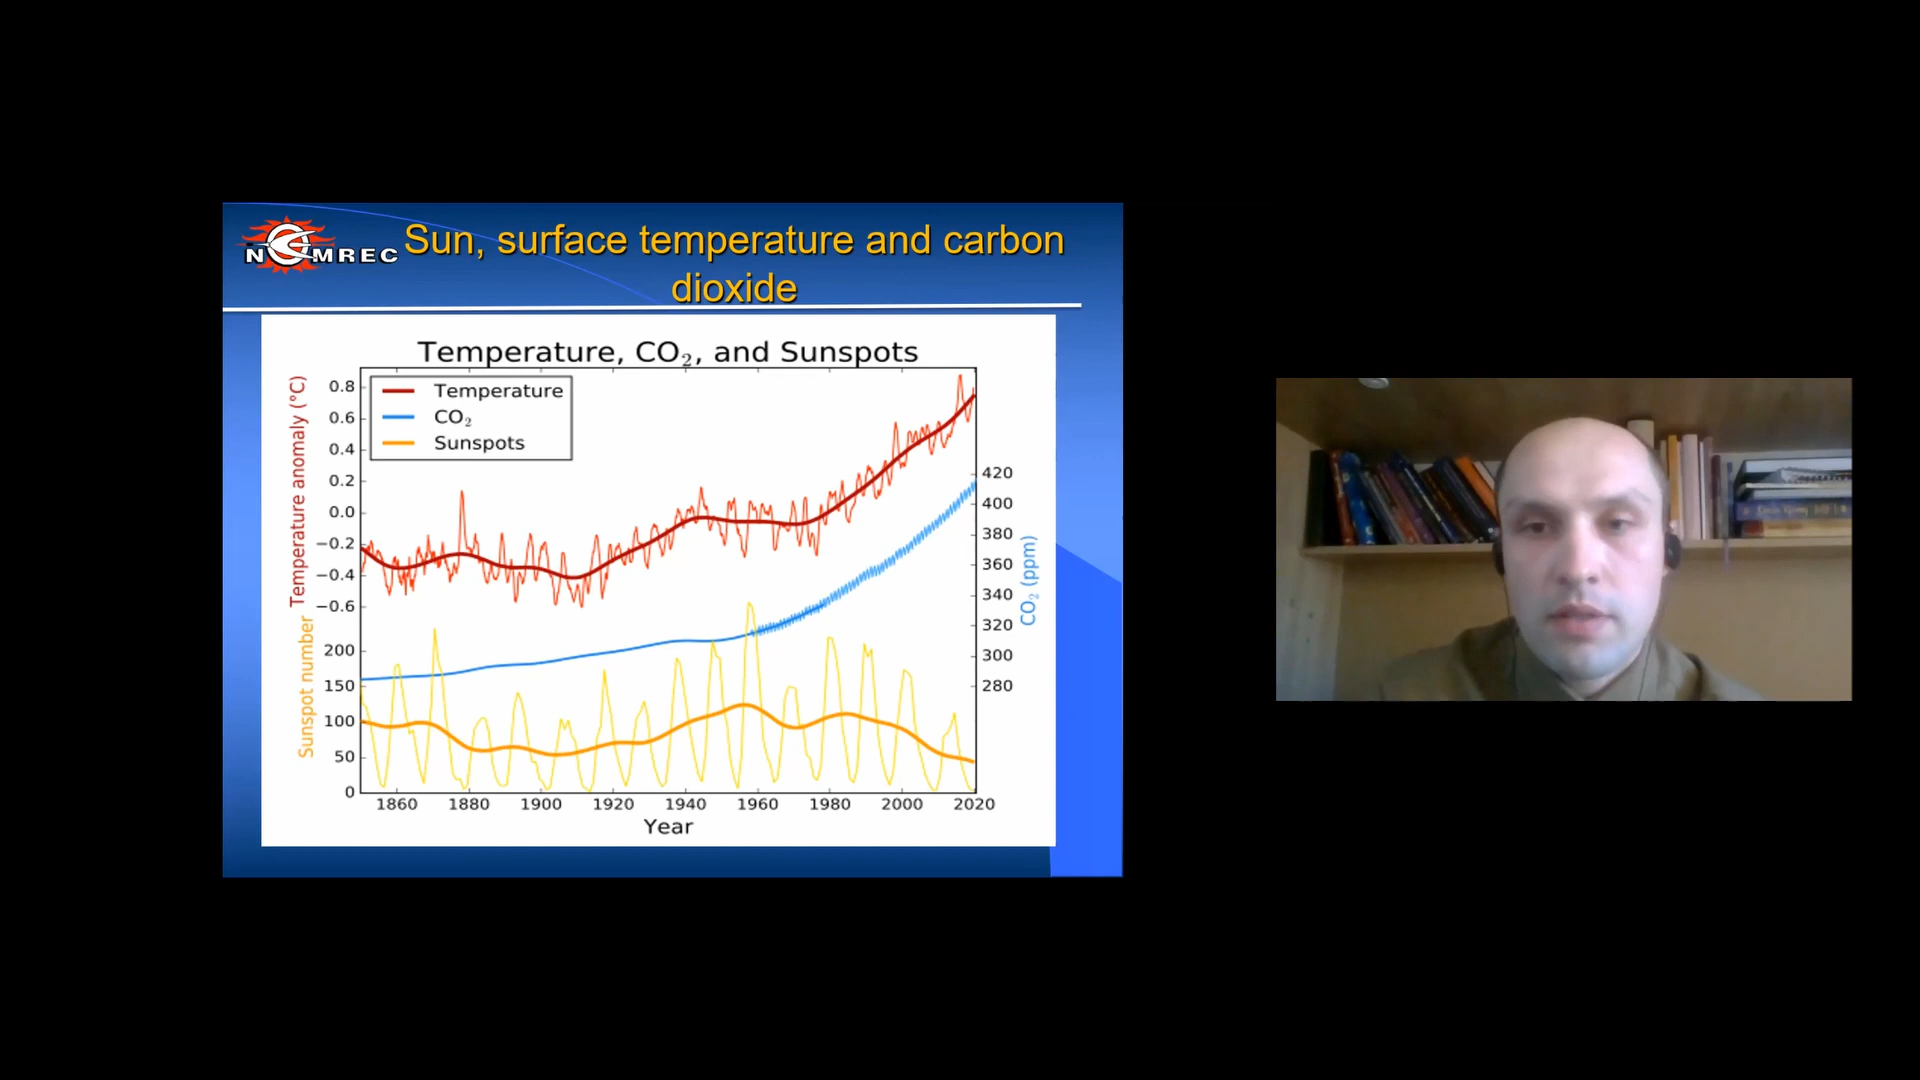 NOMREC
Sun, surface temperature and carbon
dioxide
Temperature, CO₂, and Sunspots
Temperature
CO₂
Sunspots
Temperature anomaly (°C)
0.8
0.6
0.4
0.2
0.0
−0.2
−0.4
−0.6
Sunspot number
200
150
100
50
0
420
400
380
360
340
320
300
280
CO₂ (ppm)
1860 1880 1900 1920 1940 1960 1980 2000 2020
Year